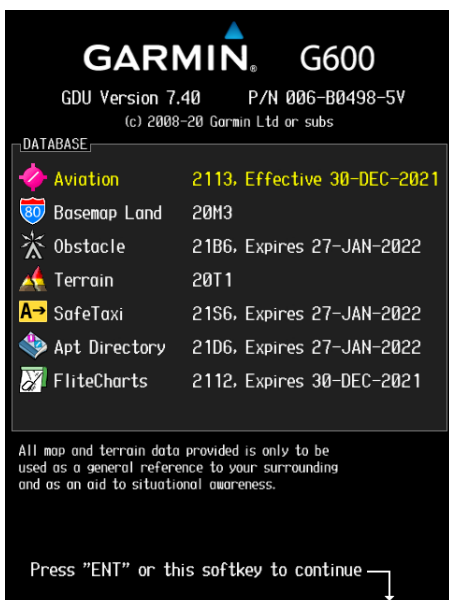 GARMIN® G600
GDU Version 7.40 P/N 006-B0498-5V
(c) 2008-20 Garmin Ltd or subs
DATABASE
Aviation 2113, Effective 30-DEC-2021
80 Basemap Land 20M3
Obstacle 21B6, Expires 27-JAN-2022
Terrain 20T1
A→ SafeTaxi 21S6, Expires 27-JAN-2022
Apt Directory 21D6, Expires 27-JAN-2022
FliteCharts 2112, Expires 30-DEC-2021
All map and terrain data provided is only to be
used as a general reference to your surrounding
and as an aid to situational awareness.
Press "ENT" or this softkey to continue